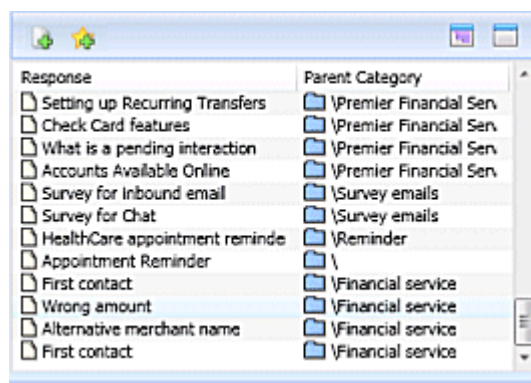 Response Parent Category
Setting up Recurring Transfers \Premier Financial Serv
Check Card features \Premier Financial Serv
What is a pending interaction \Premier Financial Serv
Accounts Available Online \Premier Financial Serv
Survey for Inbound email \Survey emails
Survey for Chat \Survey emails
HealthCare appointment reminde \Reminder
Appointment Reminder \
First contact \Financial service
Wrong amount \Financial service
Alternative merchant name \Financial service
First contact \Financial service